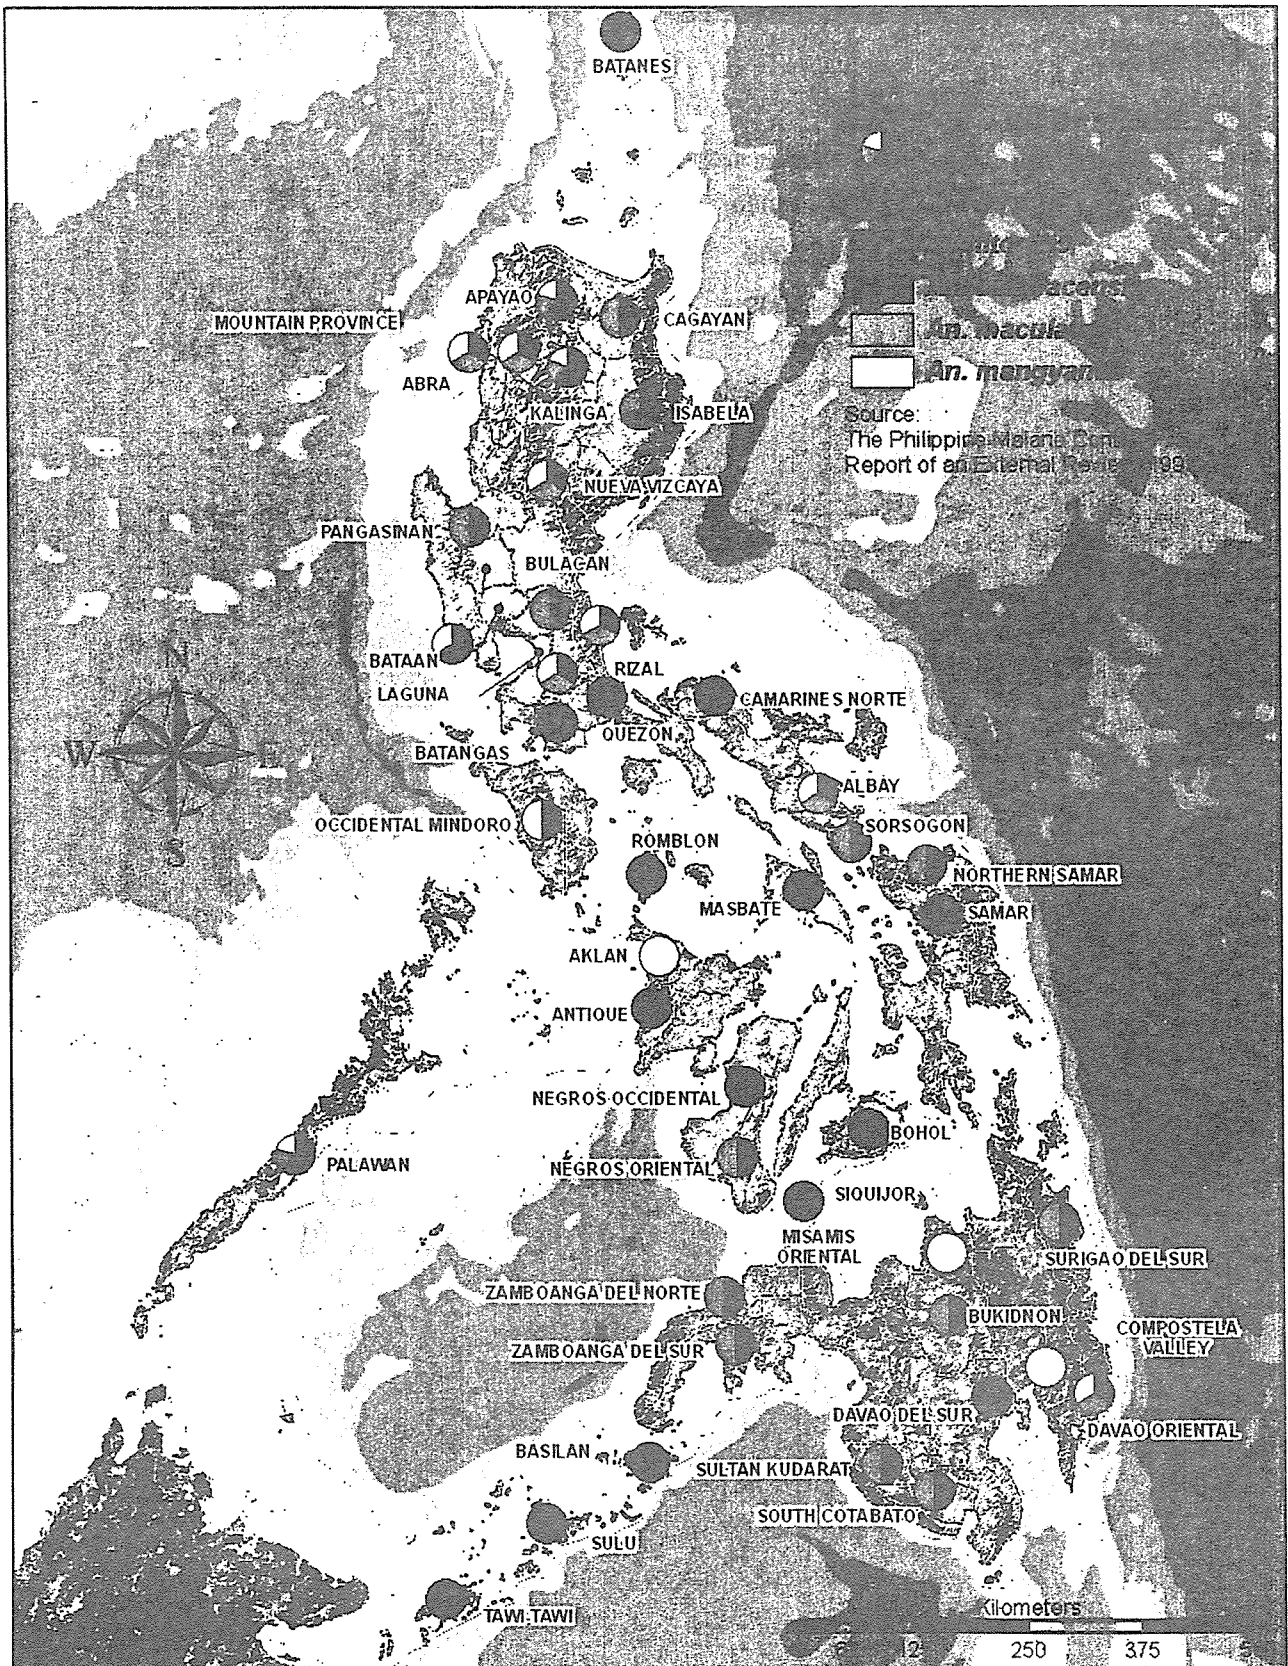 BATANES
APAYAO
CAGAYAN
MOUNTAIN PROVINCE
ABRA
KALINGA
ISABELA
Source:
The Philippine Malaria
Report of an External
NUEVA VIZCAYA
PANGASINAN
BULACAN
BATAAN
RIZAL
LAGUNA
CAMARINES NORTE
QUEZON
BATANGAS
N
W
E
S
ALBAY
OCCIDENTAL MINDORO
SORSOGON
ROMBLON
NORTHERN SAMAR
MASBATE
SAMAR
AKLAN
ANTIQUE
NEGROS OCCIDENTAL
BOHOL
PALAWAN
NEGROS ORIENTAL
SIQUIJOR
MISAMIS
ORIENTAL
SURIGAO DEL SUR
ZAMBOANGA DEL NORTE
BUKIDNON
COMPOSTELA
VALLEY
ZAMBOANGA DEL SUR
DAVAO DEL SUR
DAVAO ORIENTAL
BASILAN
SULTAN KUDARAT
SOUTH COTABATO
SULU
TAWI-TAWI
Kilometers
250 375